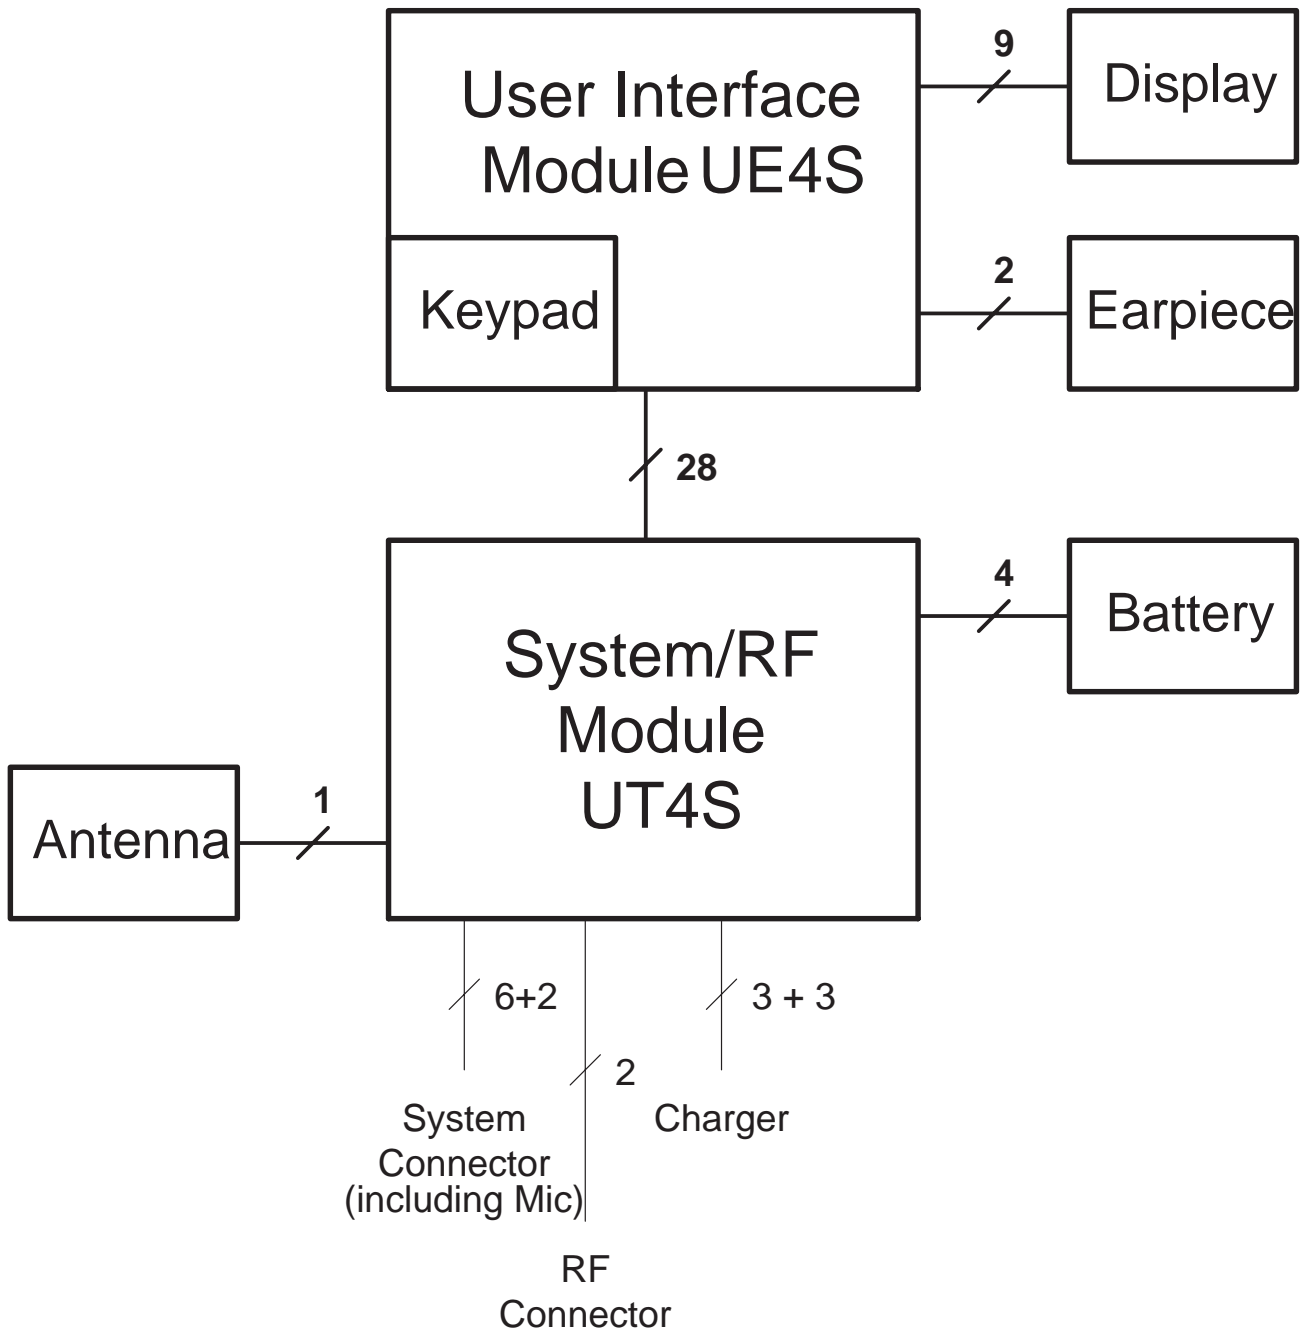 User Interface
Module UE4S
9
Display
Keypad
2
Earpiece
28
System/RF
Module
UT4S
4
Battery
Antenna
1
6+2
3 + 3
2
System
Connector
(including Mic)
Charger
RF
Connector